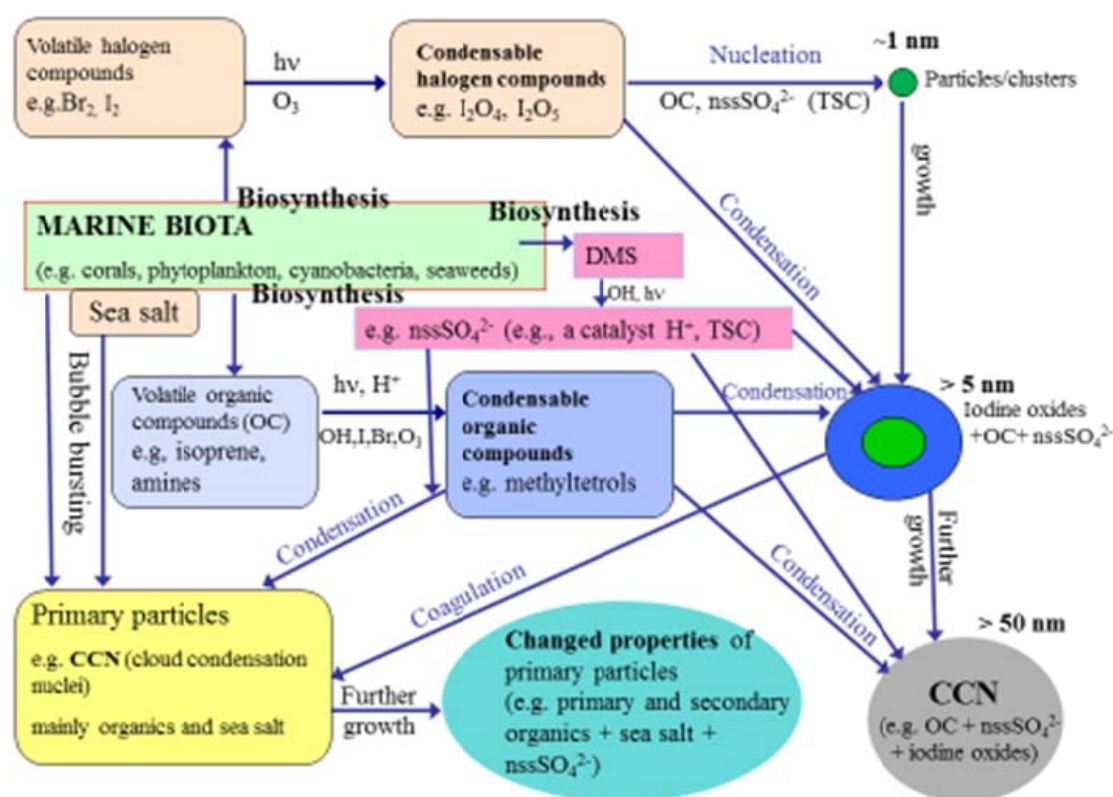 Volatile halogen
compounds
e.g.Br₂, I₂
hν
O₃
Condensable
halogen compounds
e.g. I₂O₄, I₂O₅
Nucleation
OC, nssSO₄²⁻ (TSC)
~1 nm
Particles/clusters
growth
Biosynthesis
MARINE BIOTA
(e.g. corals, phytoplankton, cyanobacteria, seaweeds)
Biosynthesis
DMS
OH, hν
Condensation
Biosynthesis
Sea salt
e.g. nssSO₄²⁻ (e.g., a catalyst H⁺, TSC)
Bubble bursting
Volatile organic
compounds (OC)
e.g, isoprene,
amines
hν, H⁺
OH,I,Br,O₃
Condensable
organic
compounds
e.g. methyltetrols
Condensation
> 5 nm
Iodine oxides
+OC+ nssSO₄²⁻
Condensation
Coagulation
Condensation
Further
growth
Primary particles
e.g. CCN (cloud condensation
nuclei)
mainly organics and sea salt
Further
growth
Changed properties of
primary particles
(e.g. primary and secondary
organics + sea salt +
nssSO₄²⁻)
> 50 nm
CCN
(e.g. OC + nssSO₄²⁻
+ iodine oxides)